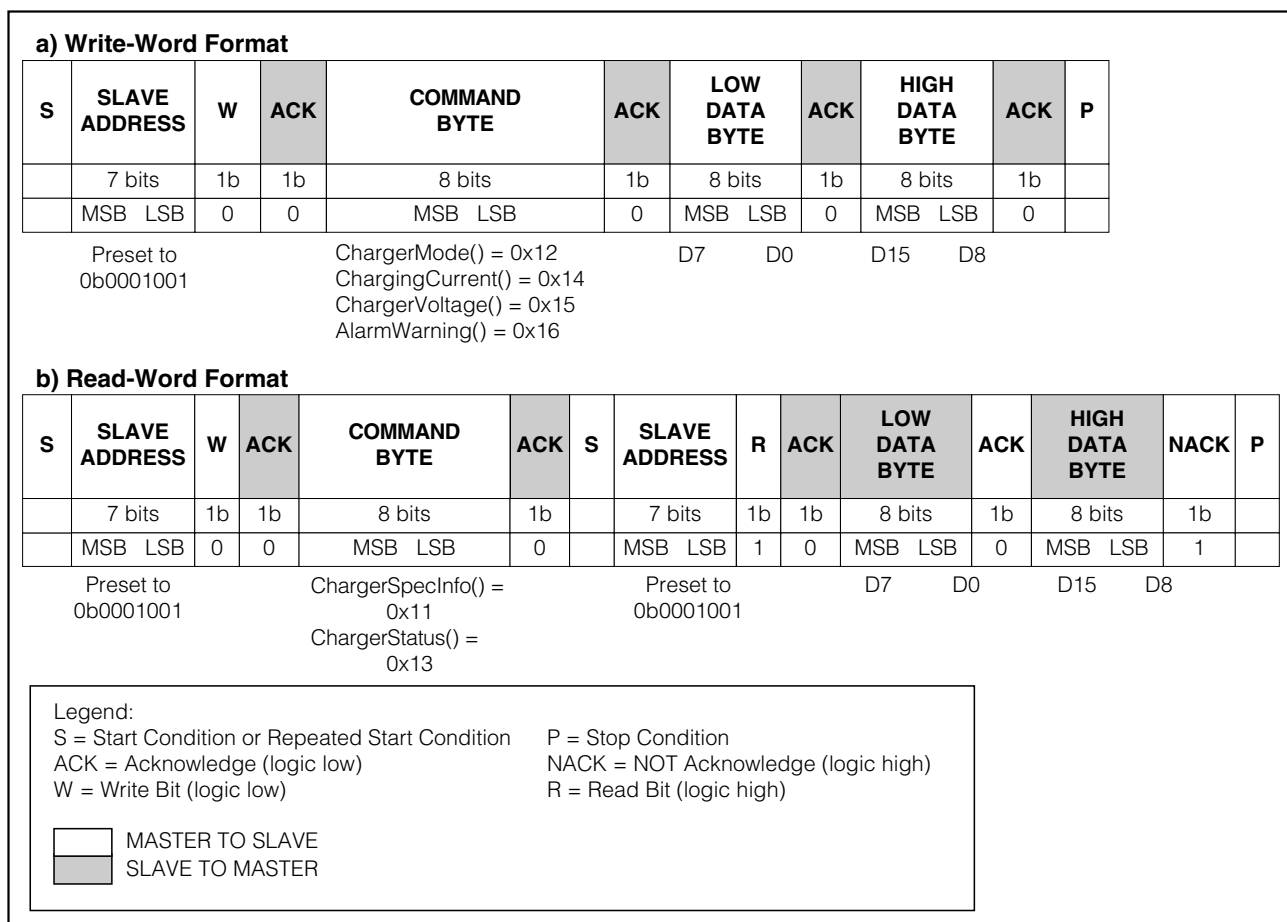 a) Write-Word Format
S SLAVE ADDRESS W ACK COMMAND BYTE ACK LOW DATA BYTE ACK HIGH DATA BYTE ACK P
7 bits 1b 1b 8 bits 1b 8 bits 1b 8 bits 1b
MSB LSB 0 0 MSB LSB 0 MSB LSB 0 MSB LSB 0
Preset to
0b0001001
ChargerMode() = 0x12
ChargingCurrent() = 0x14
ChargerVoltage() = 0x15
AlarmWarning() = 0x16
D7 D0 D15 D8
b) Read-Word Format
S SLAVE ADDRESS W ACK COMMAND BYTE ACK S SLAVE ADDRESS R ACK LOW DATA BYTE ACK HIGH DATA BYTE NACK P
7 bits 1b 1b 8 bits 1b 7 bits 1b 1b 8 bits 1b 8 bits 1b
MSB LSB 0 0 MSB LSB 0 MSB LSB 1 0 MSB LSB 0 MSB LSB 1
Preset to
0b0001001
ChargerSpecInfo() =
0x11
ChargerStatus() =
0x13
Preset to
0b0001001
D7 D0 D15 D8
Legend:
S = Start Condition or Repeated Start Condition P = Stop Condition
ACK = Acknowledge (logic low) NACK = NOT Acknowledge (logic high)
W = Write Bit (logic low) R = Read Bit (logic high)
MASTER TO SLAVE
SLAVE TO MASTER